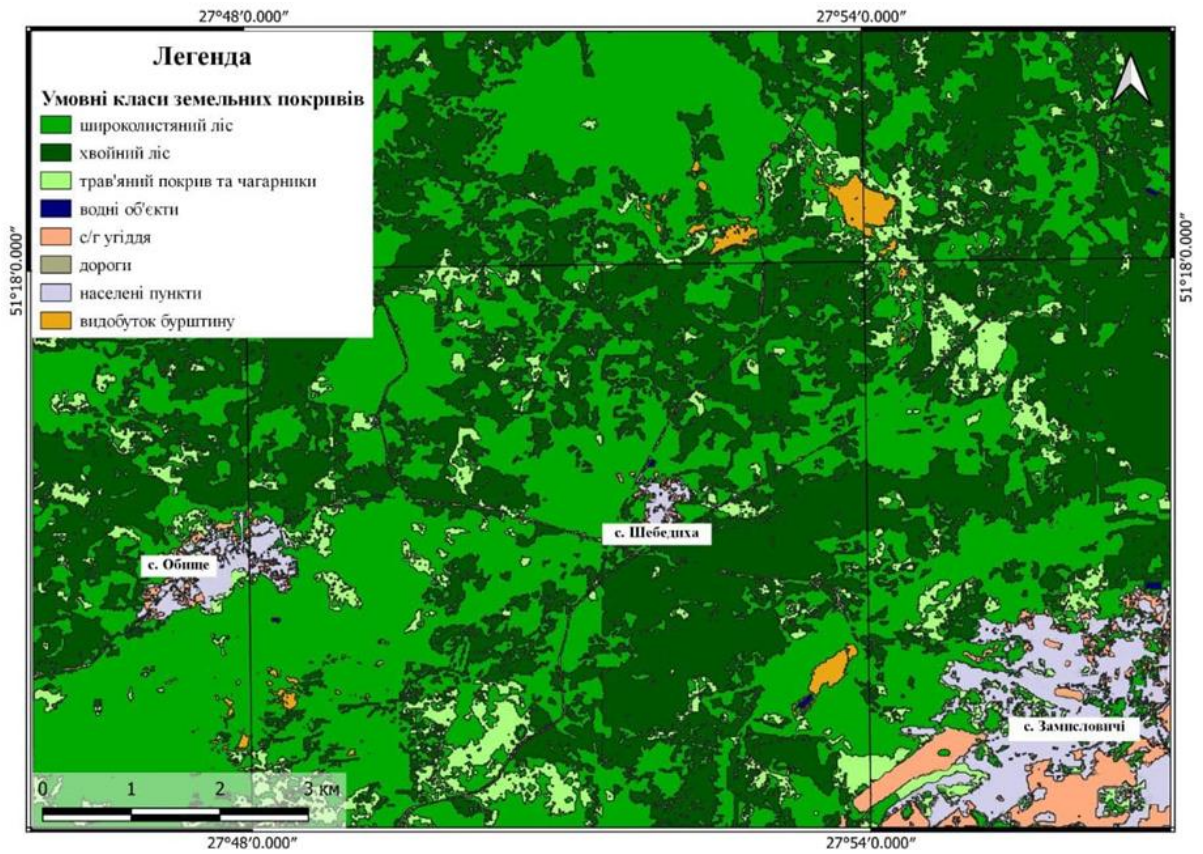 27°48′0.000″
27°54′0.000″
Легенда
Умовні класи земельних покривів
широколистяний ліс
хвойний ліс
трав'яний покрив та чагарники
водні об'єкти
с/г угіддя
дороги
населені пункти
видобуток бурштину
51°18′0.000″
51°18′0.000″
с. Шебедиха
с. Обище
с. Замисловичі
0 1 2 3 км
27°48′0.000″
27°54′0.000″